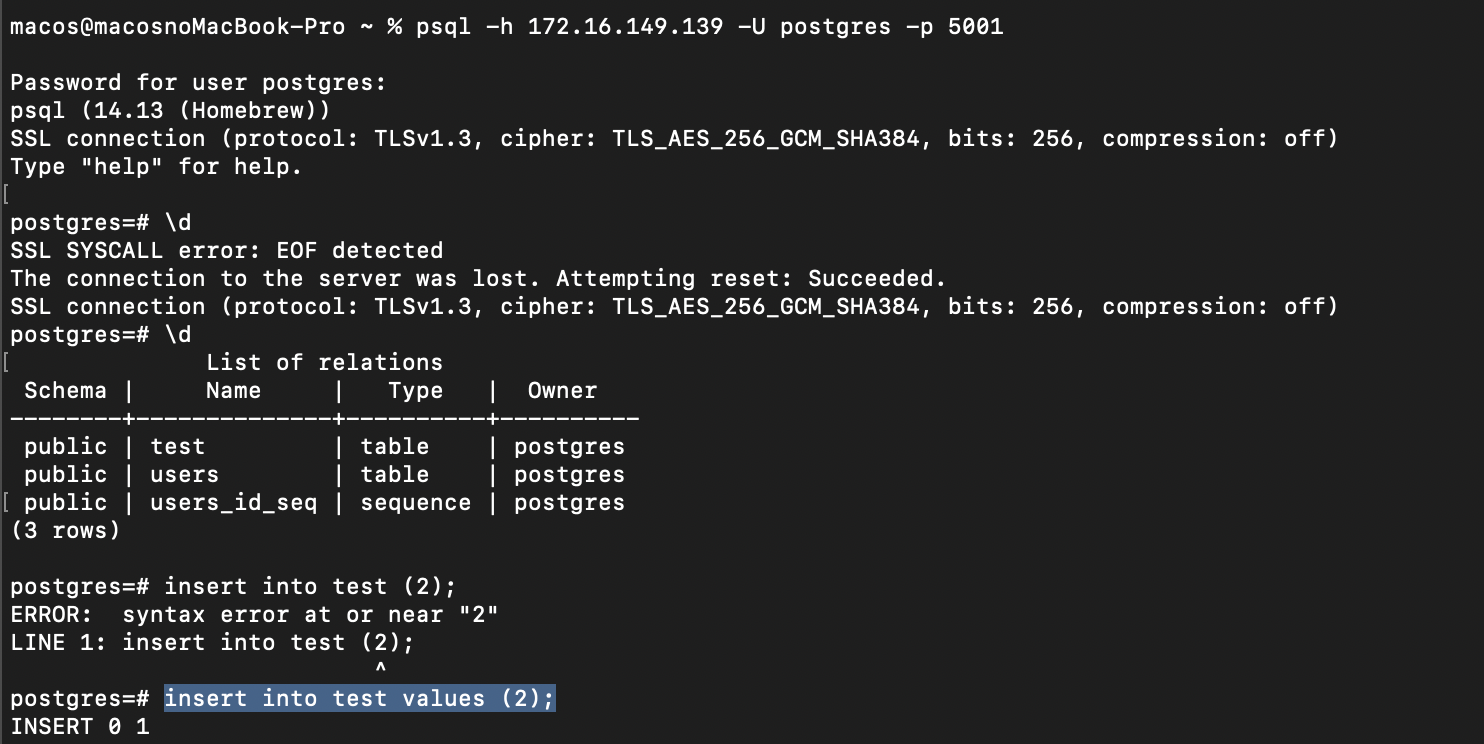 macos@macosnoMacBook-Pro ~ % psql -h 172.16.149.139 -U postgres -p 5001
Password for user postgres:
psql (14.13 (Homebrew))
SSL connection (protocol: TLSv1.3, cipher: TLS_AES_256_GCM_SHA384, bits: 256, compression: off)
Type "help" for help.
[
postgres=# \d
SSL SYSCALL error: EOF detected
The connection to the server was lost. Attempting reset: Succeeded.
SSL connection (protocol: TLSv1.3, cipher: TLS_AES_256_GCM_SHA384, bits: 256, compression: off)
postgres=# \d
[              List of relations
 Schema |     Name     |   Type   |  Owner
--------+--------------+----------+----------
 public | test         | table    | postgres
 public | users        | table    | postgres
[ public | users_id_seq | sequence | postgres
(3 rows)
postgres=# insert into test (2);
ERROR:  syntax error at or near "2"
LINE 1: insert into test (2);
                          ^
postgres=# insert into test values (2);
INSERT 0 1